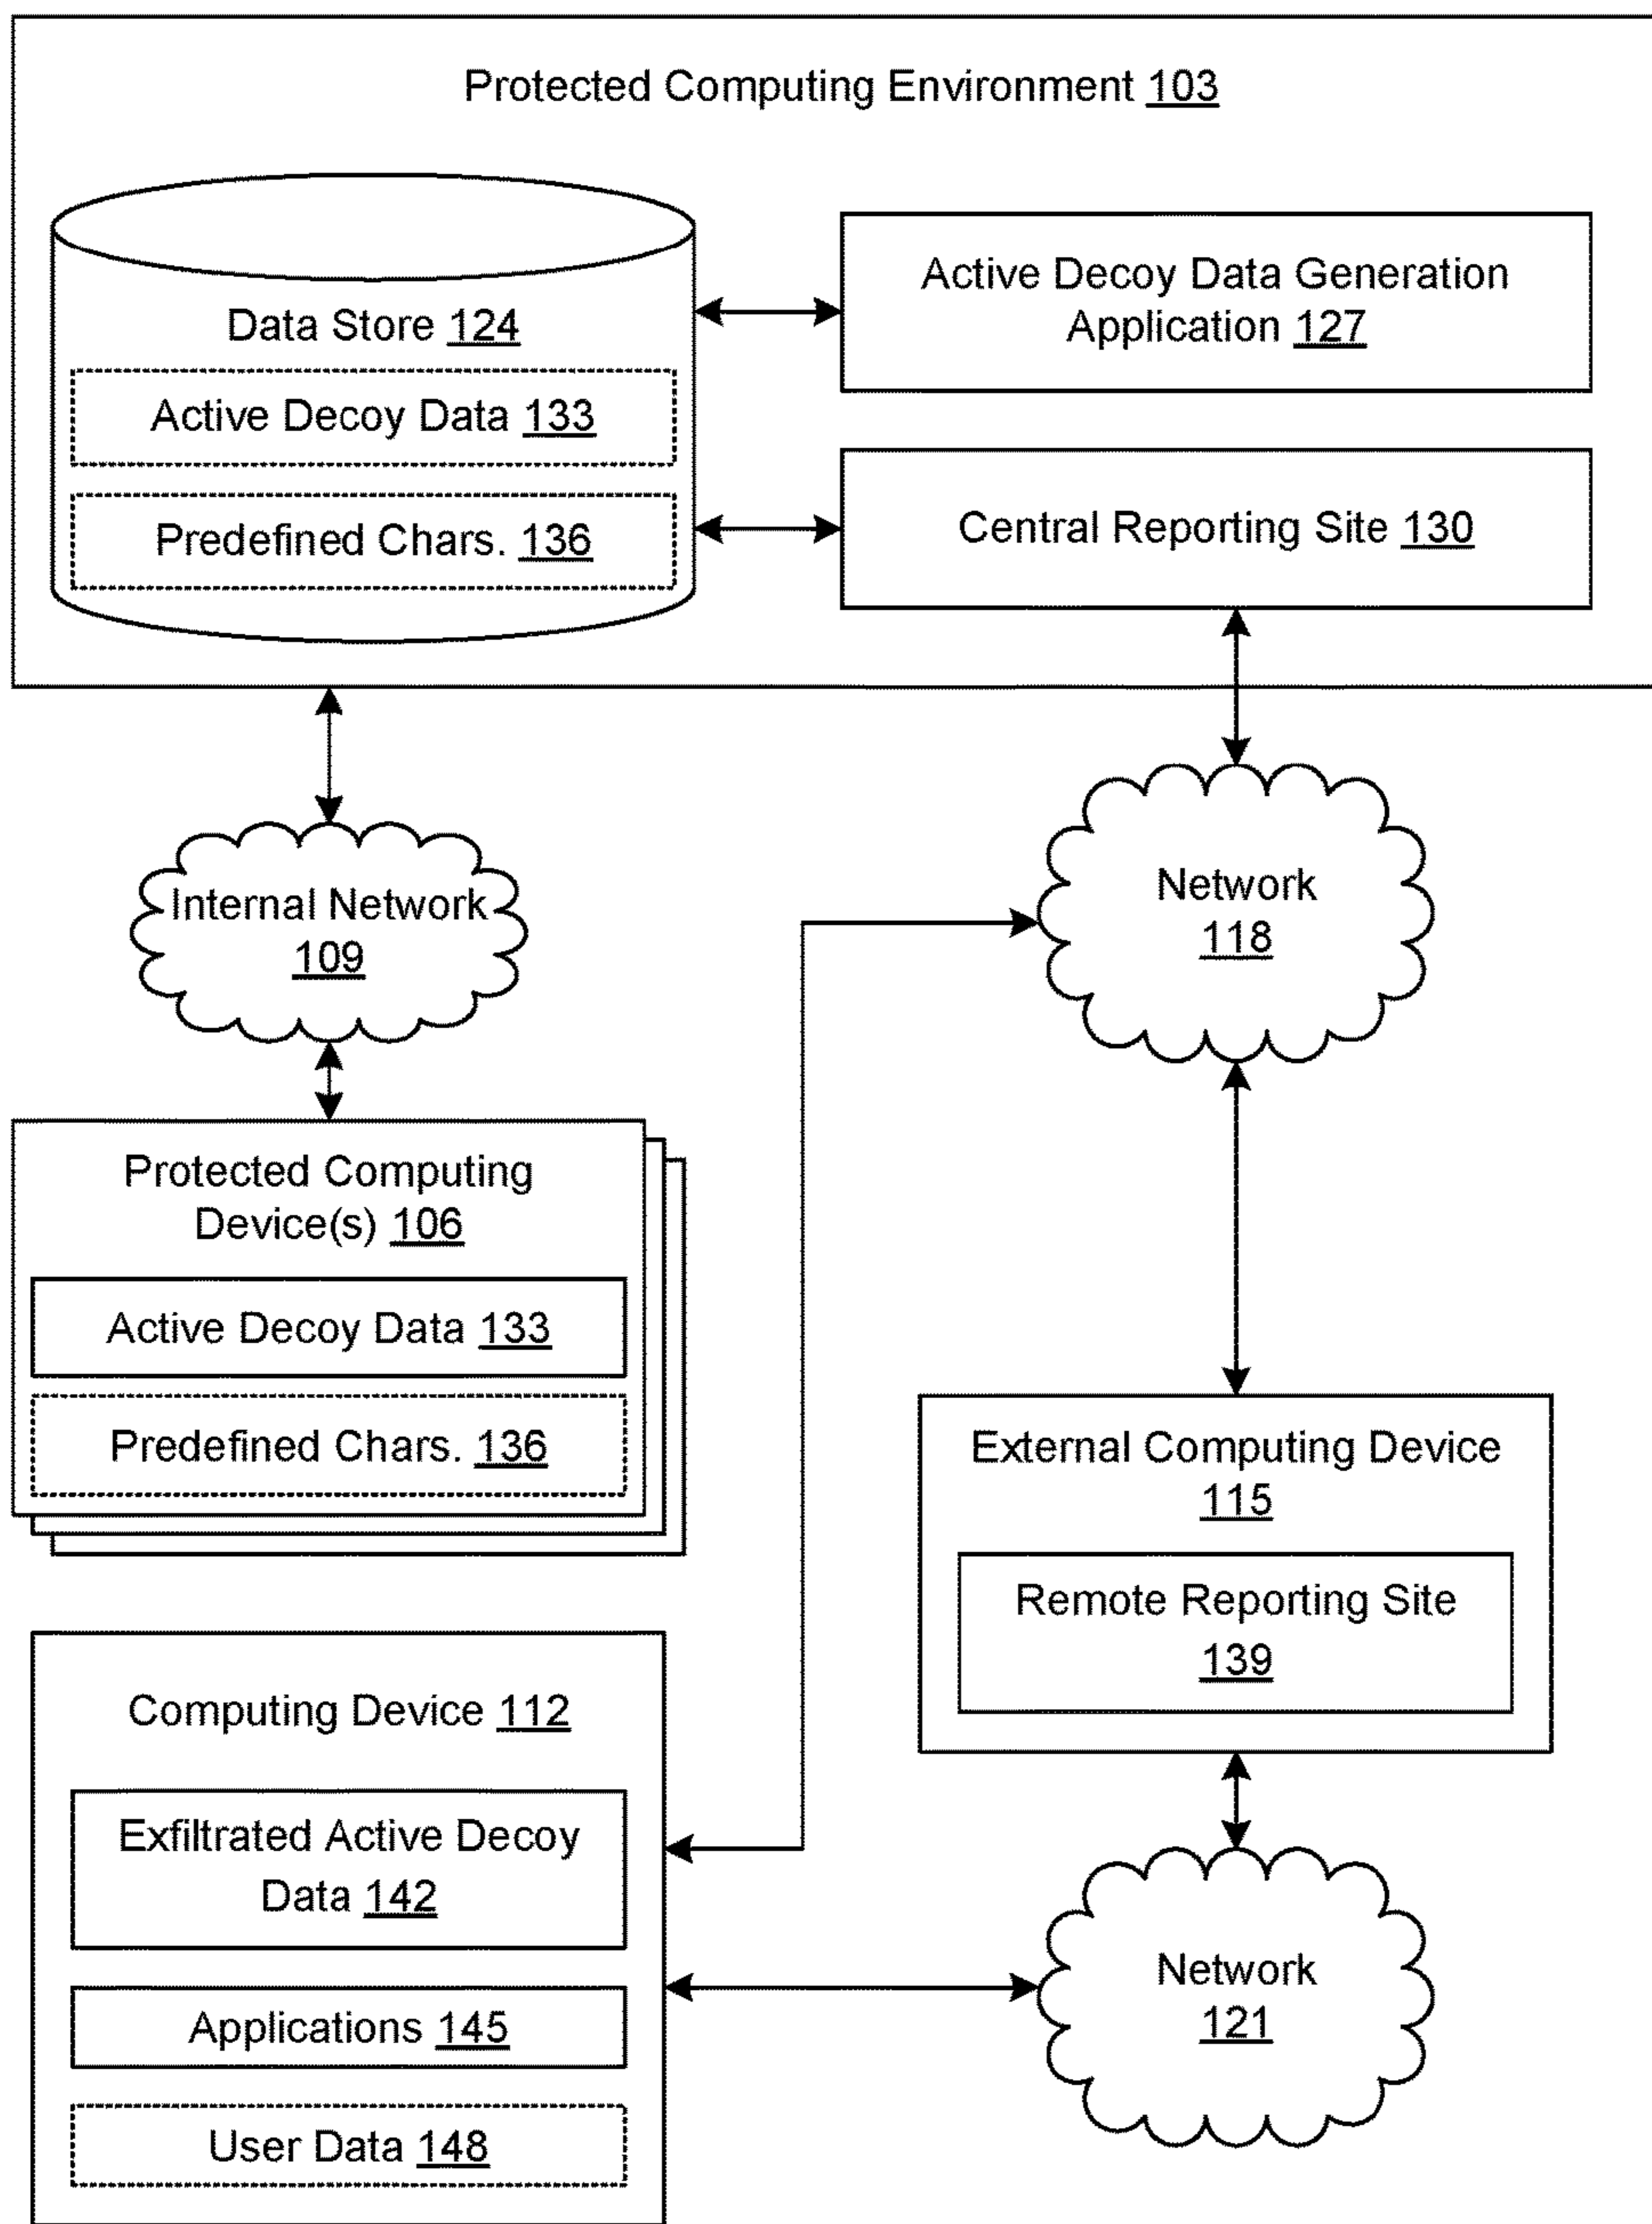 Protected Computing Environment 103
Data Store 124
Active Decoy Data 133
Predefined Chars. 136
Active Decoy Data Generation
Application 127
Central Reporting Site 130
Internal Network
109
Network
118
Protected Computing
Device(s) 106
Active Decoy Data 133
Predefined Chars. 136
External Computing Device
115
Remote Reporting Site
139
Computing Device 112
Exfiltrated Active Decoy
Data 142
Applications 145
User Data 148
Network
121